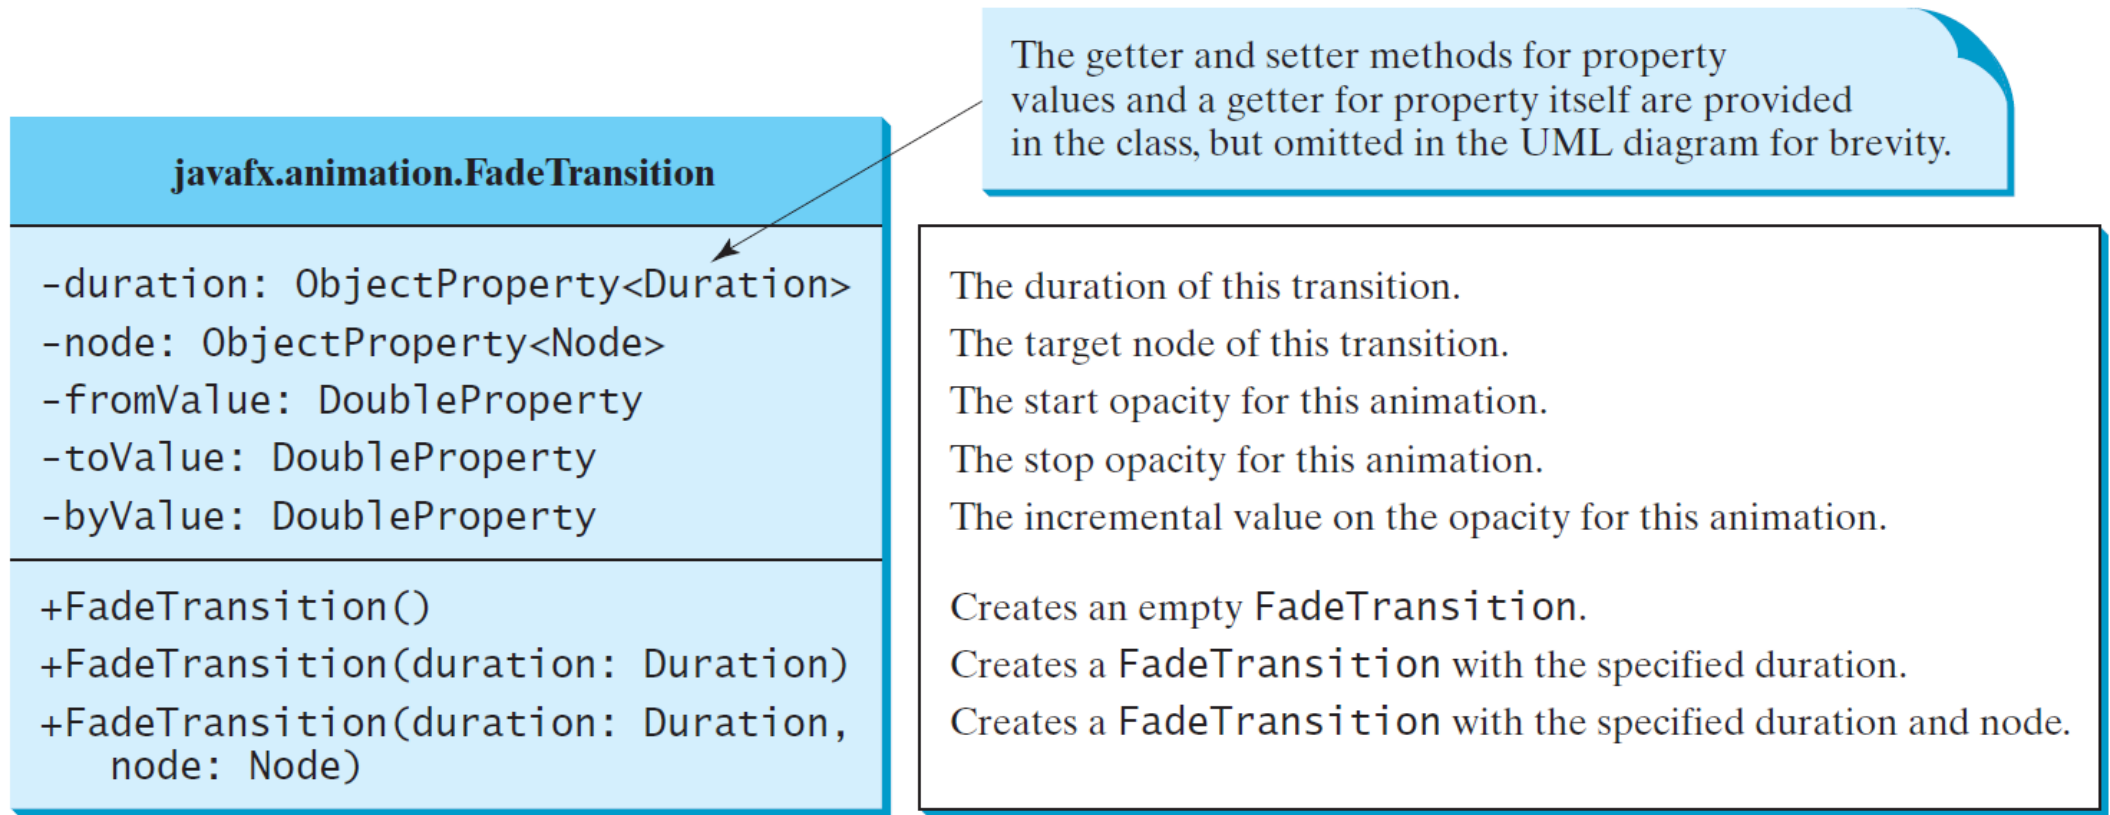 The getter and setter methods for property
values and a getter for property itself are provided
in the class, but omitted in the UML diagram for brevity.
javafx.animation.FadeTransition
-duration: ObjectProperty<Duration>
-node: ObjectProperty<Node>
-fromValue: DoubleProperty
-toValue: DoubleProperty
-byValue: DoubleProperty
+FadeTransition()
+FadeTransition(duration: Duration)
+FadeTransition(duration: Duration,
node: Node)
The duration of this transition.
The target node of this transition.
The start opacity for this animation.
The stop opacity for this animation.
The incremental value on the opacity for this animation.
Creates an empty FadeTransition.
Creates a FadeTransition with the specified duration.
Creates a FadeTransition with the specified duration and node.